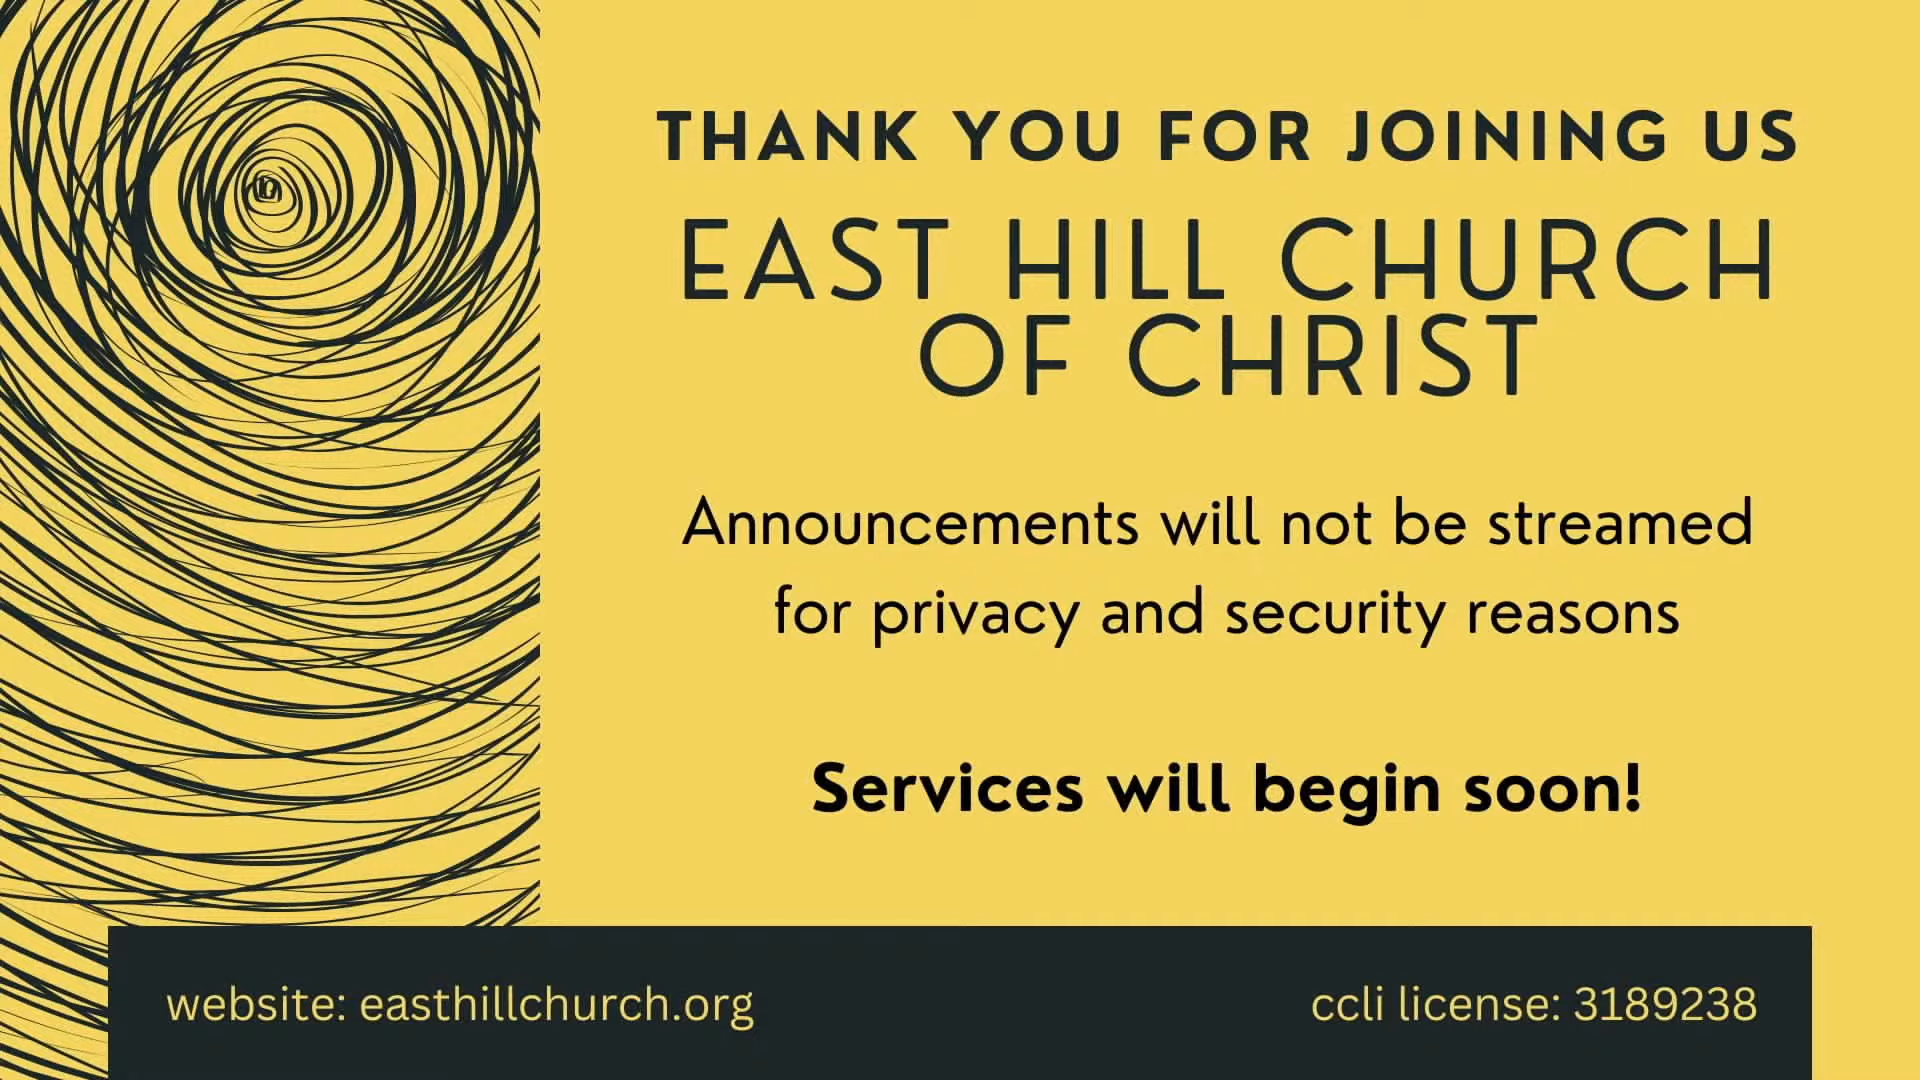 THANK YOU FOR JOINING US
EAST HILL CHURCH
OF CHRIST
Announcements will not be streamed
for privacy and security reasons
Services will begin soon!
website: easthillchurch.org
ccli license: 3189238